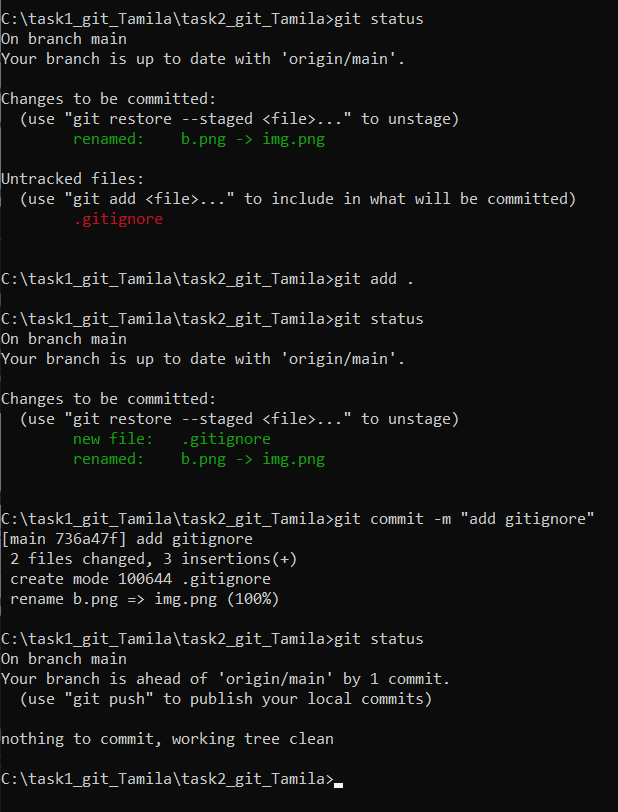 C:\task1_git_Tamila\task2_git_Tamila>git status
On branch main
Your branch is up to date with 'origin/main'.
Changes to be committed:
  (use "git restore --staged <file>..." to unstage)
        renamed:    b.png -> img.png
Untracked files:
  (use "git add <file>..." to include in what will be committed)
        .gitignore
C:\task1_git_Tamila\task2_git_Tamila>git add .
C:\task1_git_Tamila\task2_git_Tamila>git status
On branch main
Your branch is up to date with 'origin/main'.
Changes to be committed:
  (use "git restore --staged <file>..." to unstage)
        new file:   .gitignore
        renamed:    b.png -> img.png
C:\task1_git_Tamila\task2_git_Tamila>git commit -m "add gitignore"
[main 736a47f] add gitignore
 2 files changed, 3 insertions(+)
 create mode 100644 .gitignore
 rename b.png => img.png (100%)
C:\task1_git_Tamila\task2_git_Tamila>git status
On branch main
Your branch is ahead of 'origin/main' by 1 commit.
  (use "git push" to publish your local commits)
nothing to commit, working tree clean
C:\task1_git_Tamila\task2_git_Tamila>